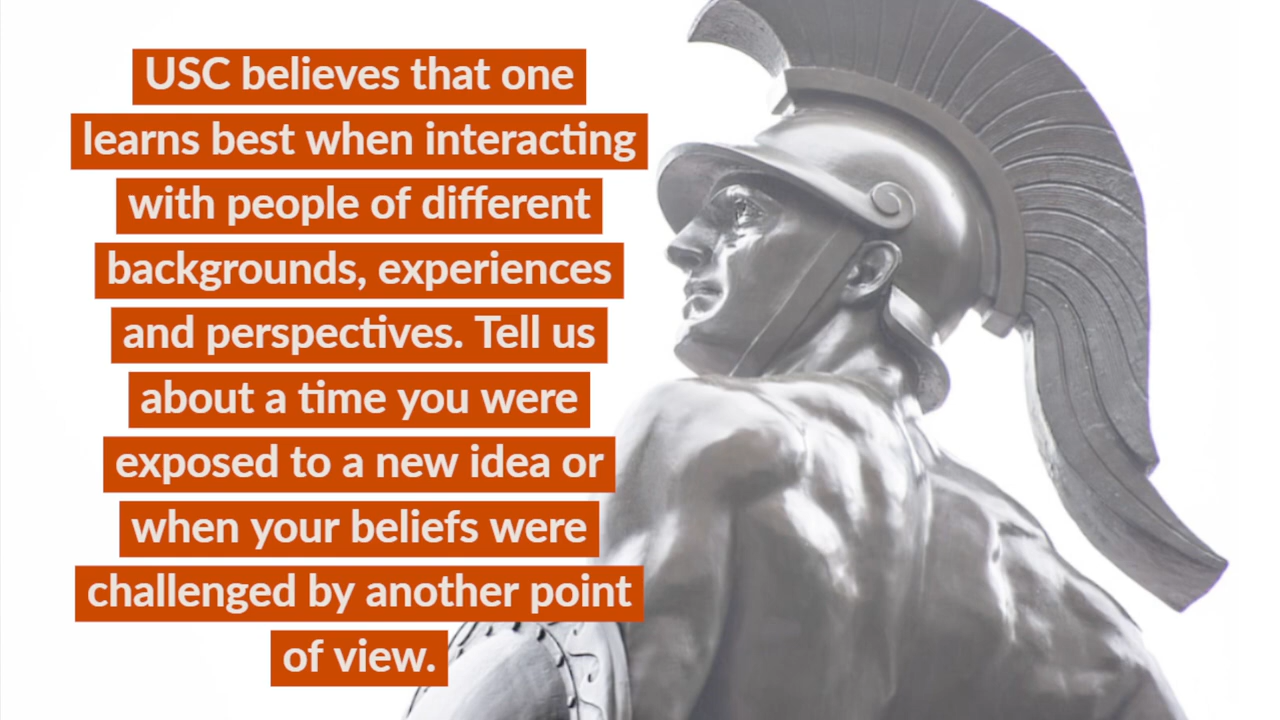 USC believes that one
learns best when interacting
with people of different
backgrounds, experiences
and perspectives. Tell us
about a time you were
exposed to a new idea or
when your beliefs were
challenged by another point
of view.